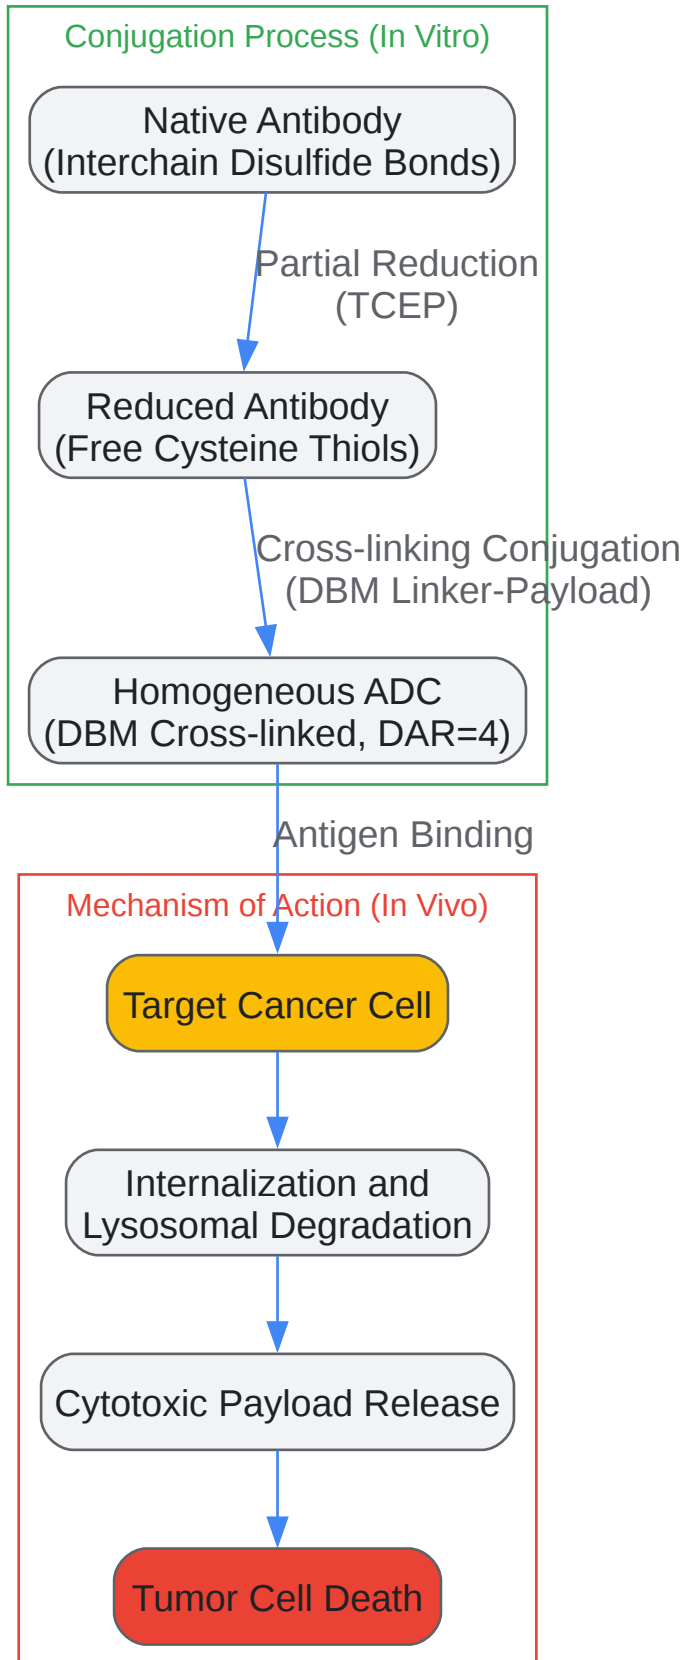 Conjugation Process (In Vitro)
Native Antibody
(Interchain Disulfide Bonds)
Partial Reduction
(TCEP)
Reduced Antibody
(Free Cysteine Thiols)
Cross-linking Conjugation
(DBM Linker-Payload)
Homogeneous ADC
(DBM Cross-linked, DAR=4)
Antigen Binding
Mechanism of Action (In Vivo)
Target Cancer Cell
Internalization and
Lysosomal Degradation
Cytotoxic Payload Release
Tumor Cell Death